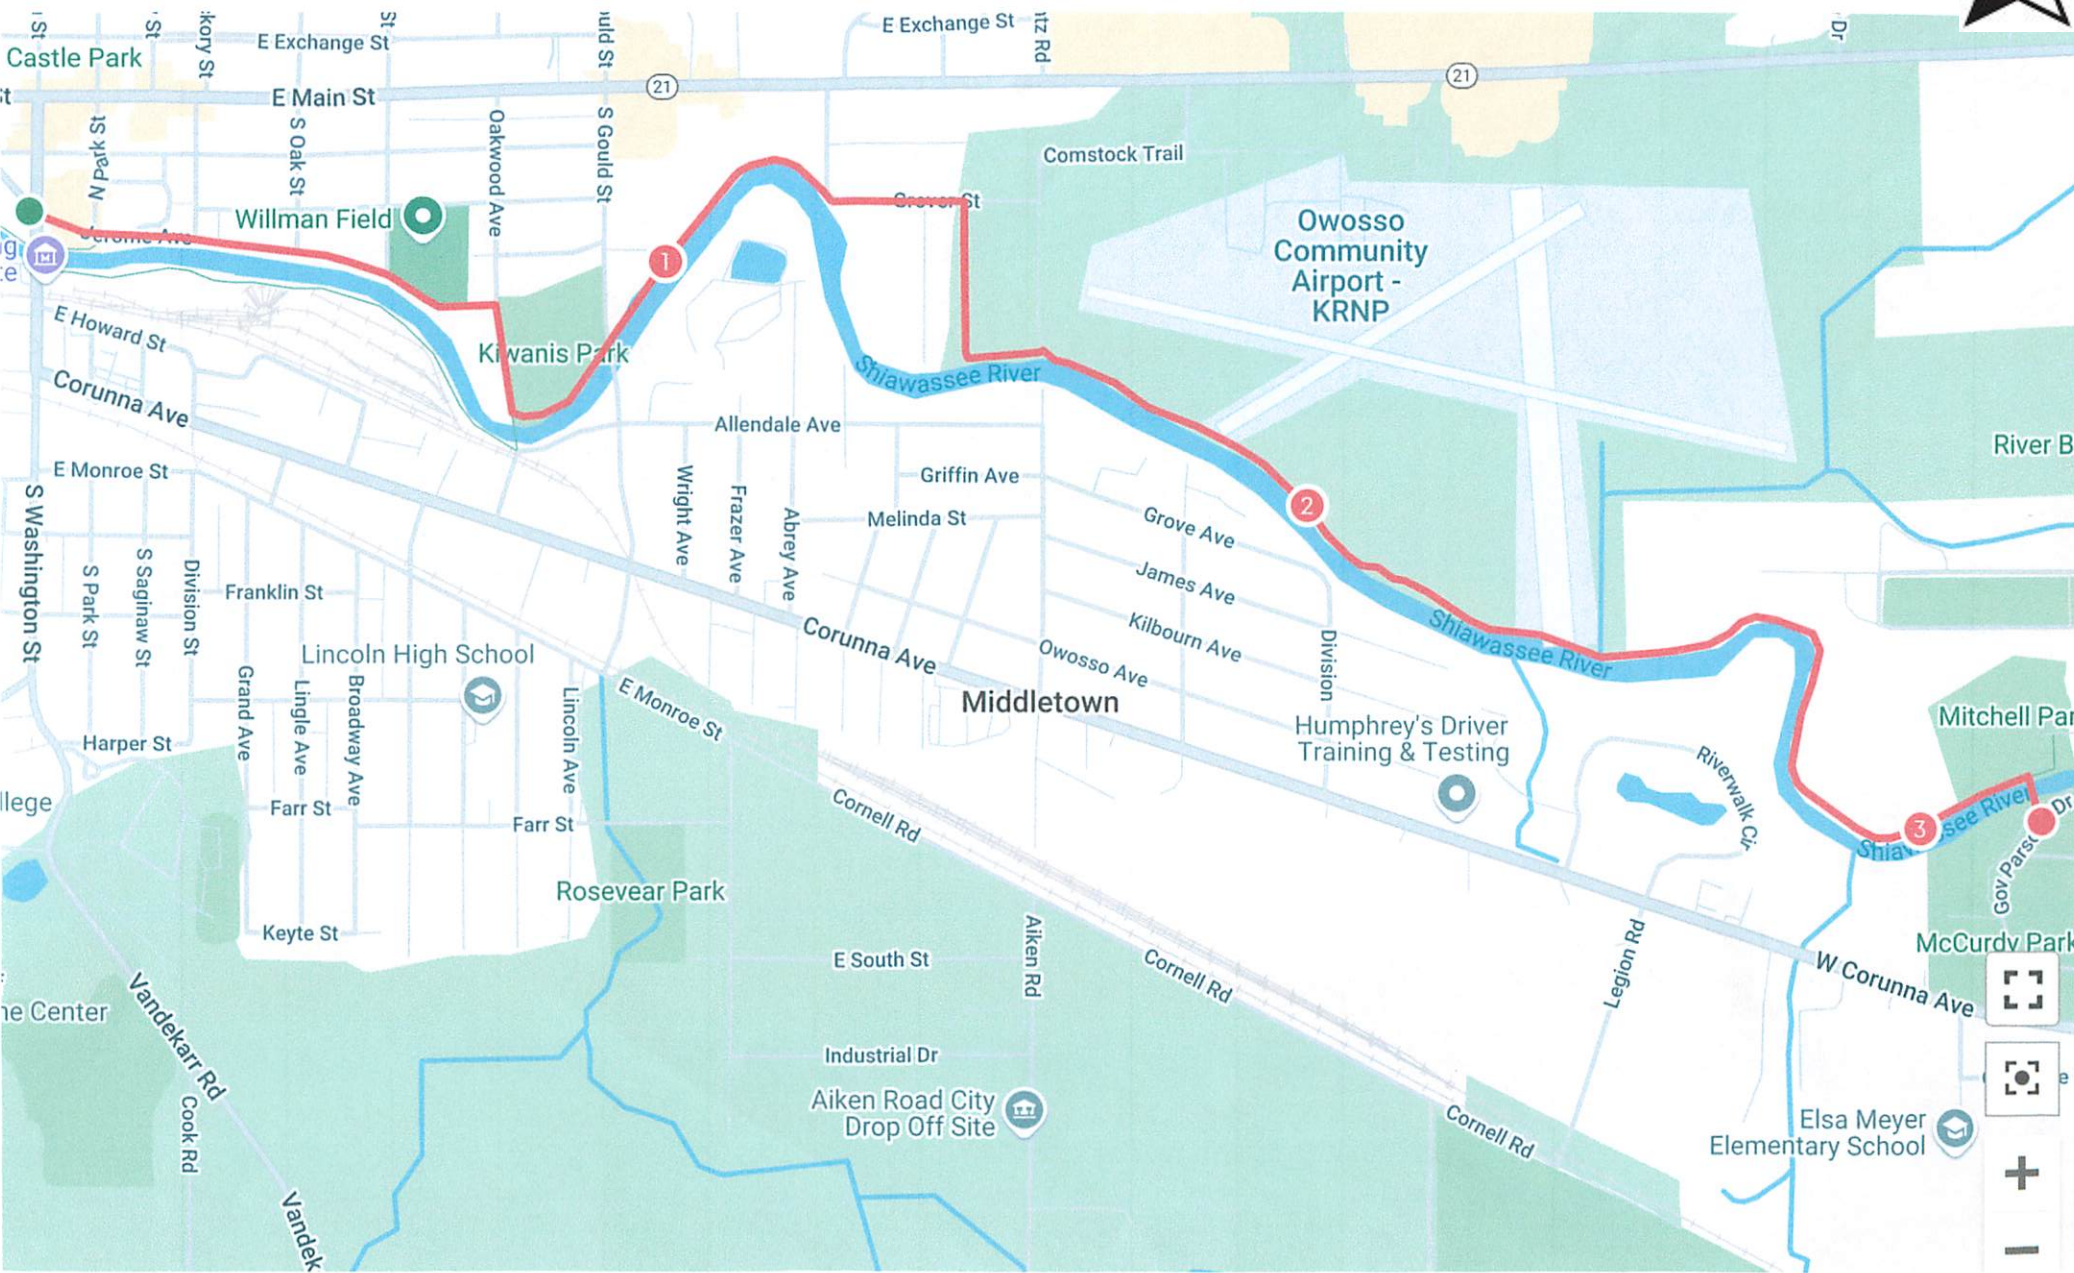 E Exchange St
E Exchange St
Castle Park
E Main St
21
21
S Oak St
Oakwood Ave
S Gould St
N Park St
Comstock Trail
Willman Field
Jerome Ave
Grover St
Owosso
Community
Airport -
KRNP
1
E Howard St
Kiwanis Park
Shiawassee River
Corunna Ave
Allendale Ave
River B
E Monroe St
Griffin Ave
S Washington St
Wright Ave
Frazer Ave
Abrey Ave
Melinda St
Grove Ave
2
S Park St
S Saginaw St
Division St
Franklin St
James Ave
Kilbourn Ave
Owosso Ave
Division
Shiawassee River
Corunna Ave
Lincoln High School
Grand Ave
Lingle Ave
Broadway Ave
Lincoln Ave
E Monroe St
Middletown
Mitchell Par
Humphrey's Driver
Training & Testing
Harper St
Riverwalk Cir
llege
Farr St
Farr St
Cornell Rd
3
Shiawassee River
Gov Parso
Dr
Rosevear Park
Keyte St
Aiken Rd
E South St
Cornell Rd
Legion Rd
McCurdy Park
W Corunna Ave
ne Center
Vandekarr Rd
Industrial Dr
Aiken Road City
Drop Off Site
Cook Rd
Cornell Rd
Elsa Meyer
Elementary School
Vandek